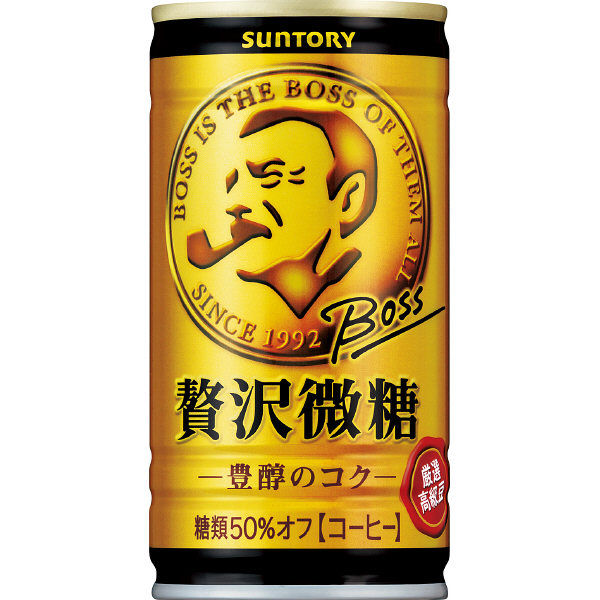 SUNTORY
BOSS IS THE BOSS OF THEM ALL
SINCE 1992
BOSS
贅沢微糖
—豊醇のコク—
厳選
高級豆
糖類50%オフ【コーヒー】